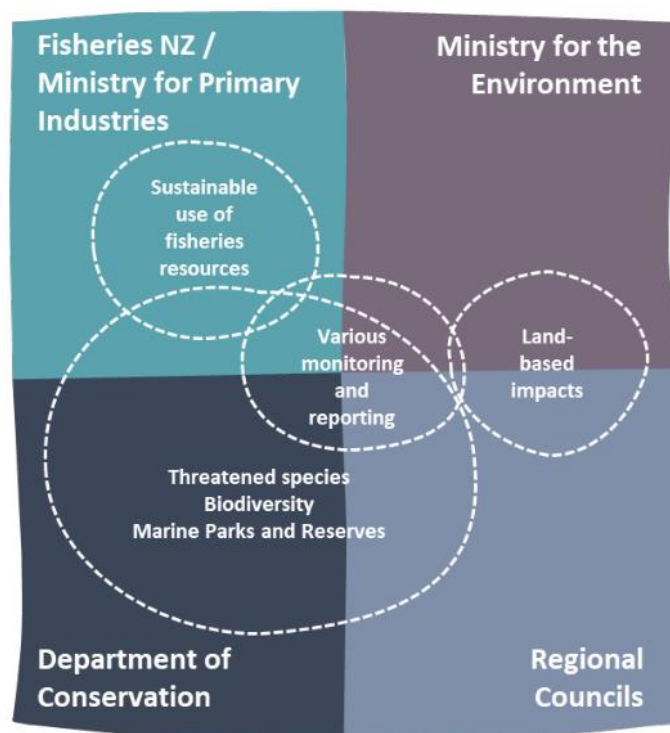 Fisheries NZ /
Ministry for Primary
Industries
Ministry for the
Environment
Sustainable
use of
fisheries
resources
Various
monitoring
and
reporting
Land-
based
impacts
Threatened species
Biodiversity
Marine Parks and Reserves
Department of
Conservation
Regional
Councils